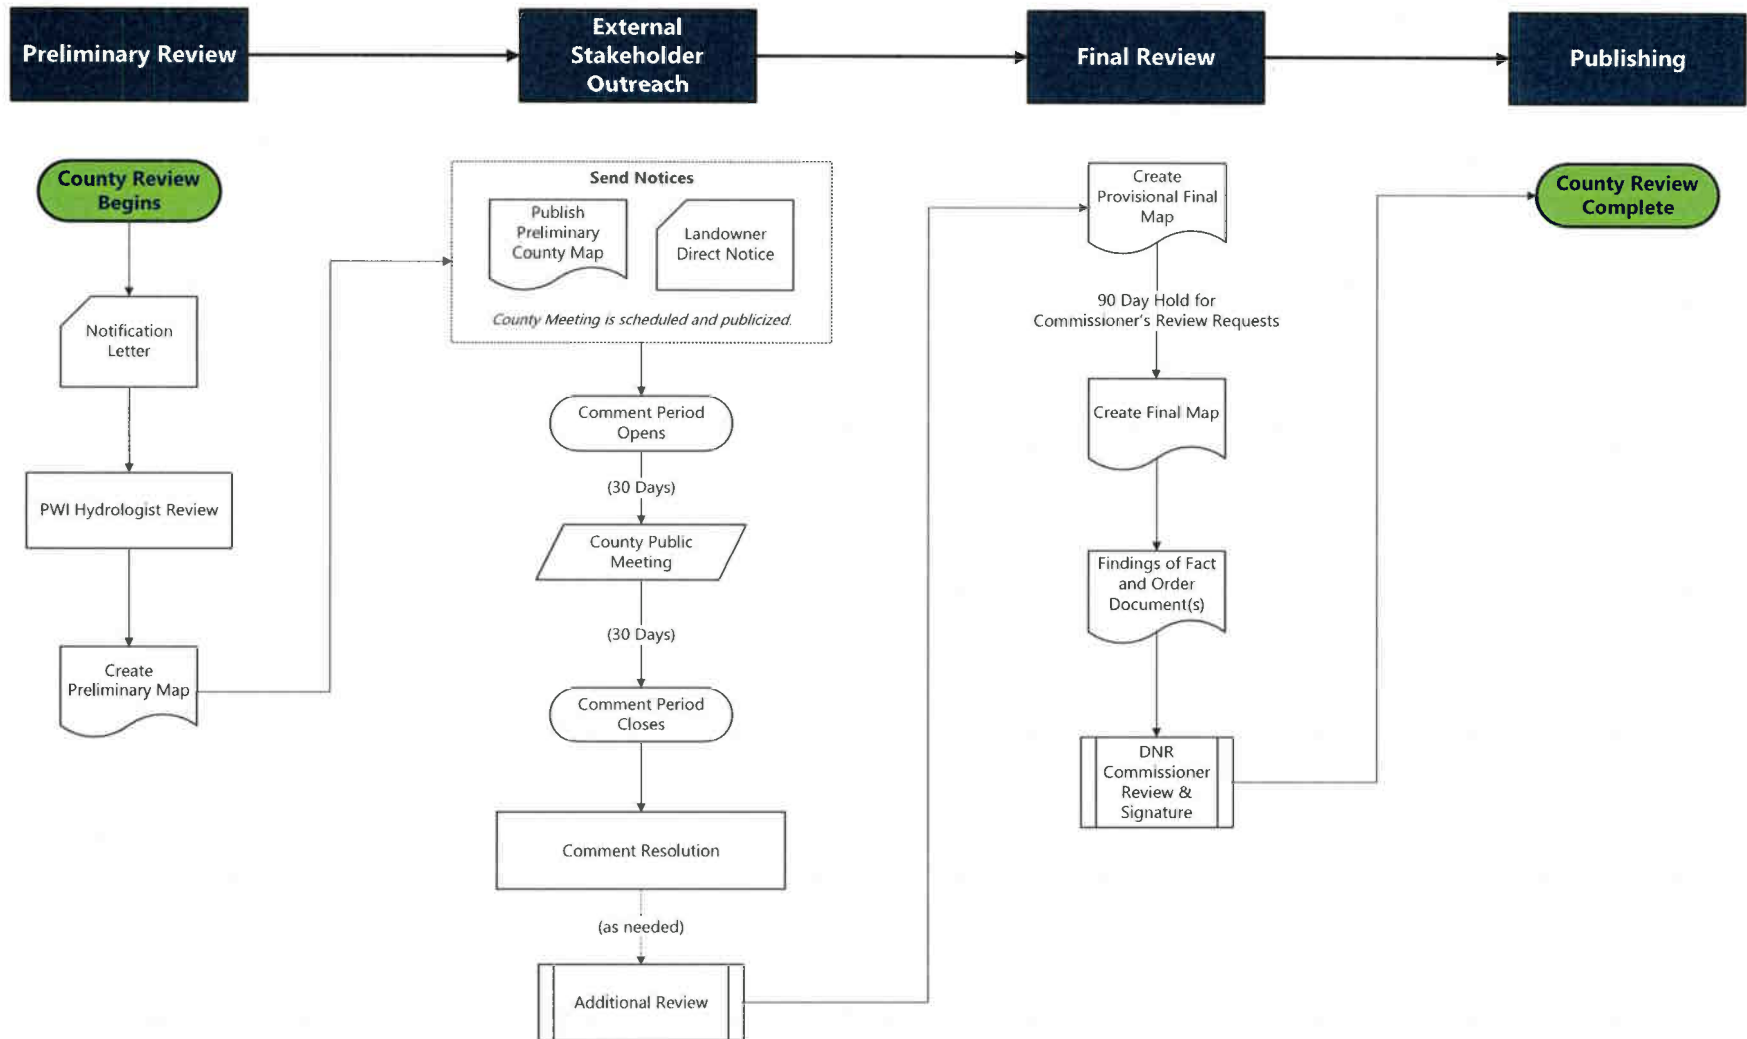 Preliminary Review
External
Stakeholder
Outreach
Final Review
Publishing
County Review
Begins
Notification
Letter
PWI Hydrologist Review
Create
Preliminary Map
Send Notices
Publish
Preliminary
County Map
Landowner
Direct Notice
County Meeting is scheduled and publicized.
Comment Period
Opens
(30 Days)
County Public
Meeting
(30 Days)
Comment Period
Closes
Comment Resolution
(as needed)
Additional Review
Create
Provisional Final
Map
90 Day Hold for
Commissioner's Review Requests
Create Final Map
Findings of Fact
and Order
Document(s)
DNR
Commissioner
Review &
Signature
County Review
Complete